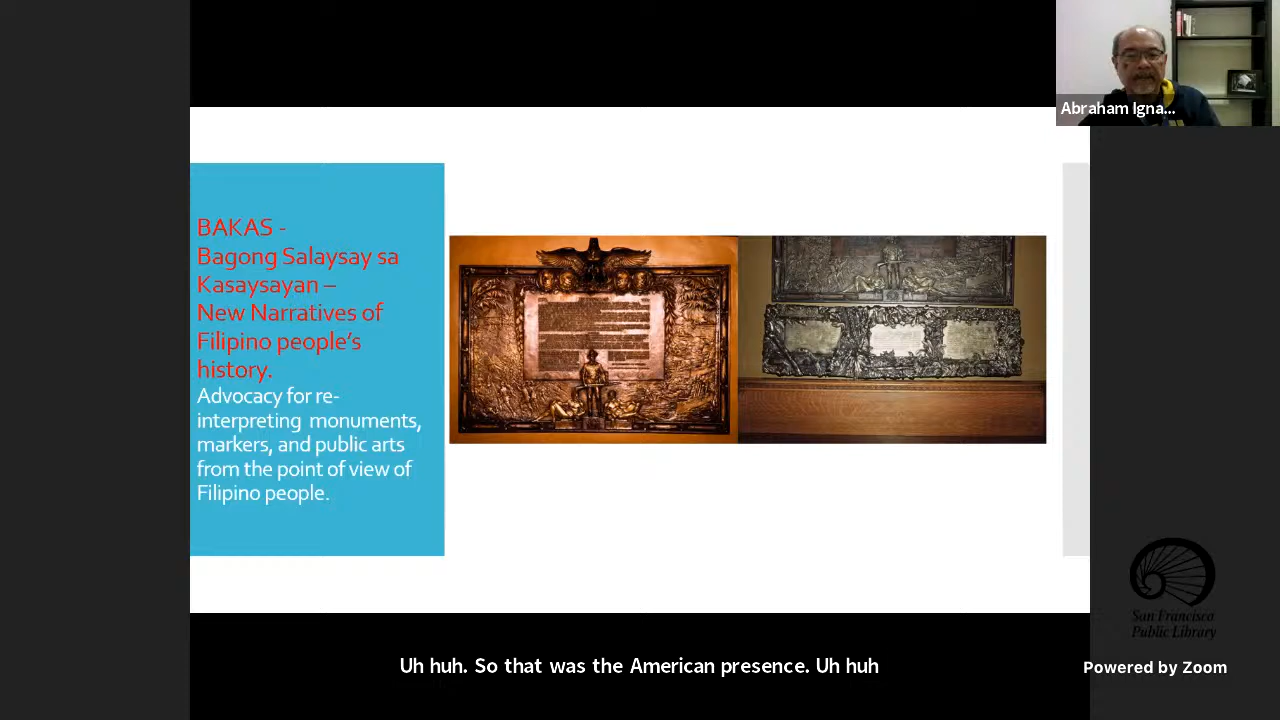 Abraham Igna...
BAKAS -
Bagong Salaysay sa
Kasaysayan –
New Narratives of
Filipino people's
history.
Advocacy for re-
interpreting monuments,
markers, and public arts
from the point of view of
Filipino people.
San Francisco
Public Library
Uh huh. So that was the American presence. Uh huh
Powered by Zoom